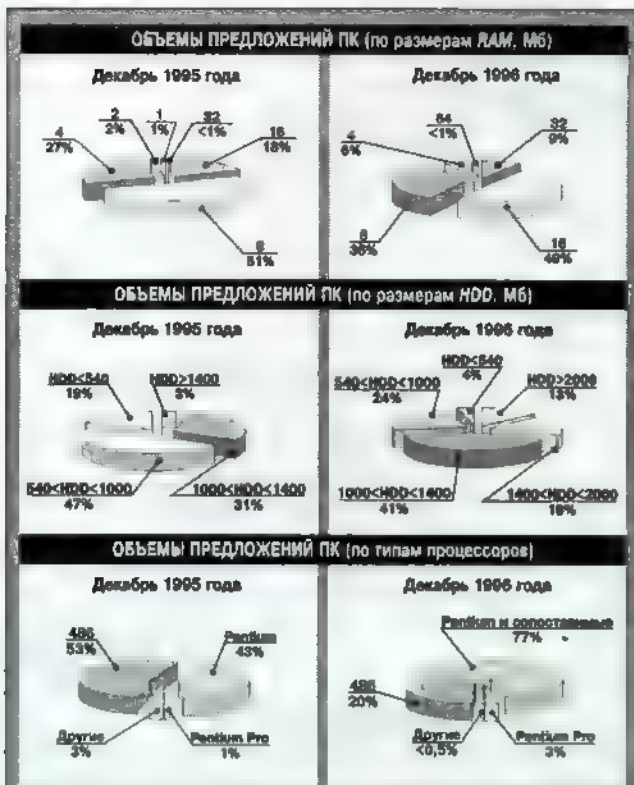 ОБЪЕМЫ ПРЕДЛОЖЕНИЙ ПК (по размерам RAM, Мб)
Декабрь 1995 года
4
27%
2
2%
1
1%
32
<1%
16
18%
8
51%
Декабрь 1996 года
4
6%
64
<1%
32
9%
8
36%
16
49%
ОБЪЕМЫ ПРЕДЛОЖЕНИЙ ПК (по размерам HDD, Мб)
Декабрь 1995 года
HDD<540
19%
HDD>1400
3%
540<HDD<1000
47%
1000<HDD<1400
31%
Декабрь 1996 года
540<HDD<1000
24%
HDD<540
4%
HDD>2000
13%
1000<HDD<1400
41%
1400<HDD<2000
18%
ОБЪЕМЫ ПРЕДЛОЖЕНИЙ ПК (по типам процессоров)
Декабрь 1995 года
486
53%
Pentium
43%
Другие
3%
Pentium Pro
1%
Декабрь 1996 года
Pentium и сопоставимые
77%
486
20%
Другие
<0,5%
Pentium Pro
3%